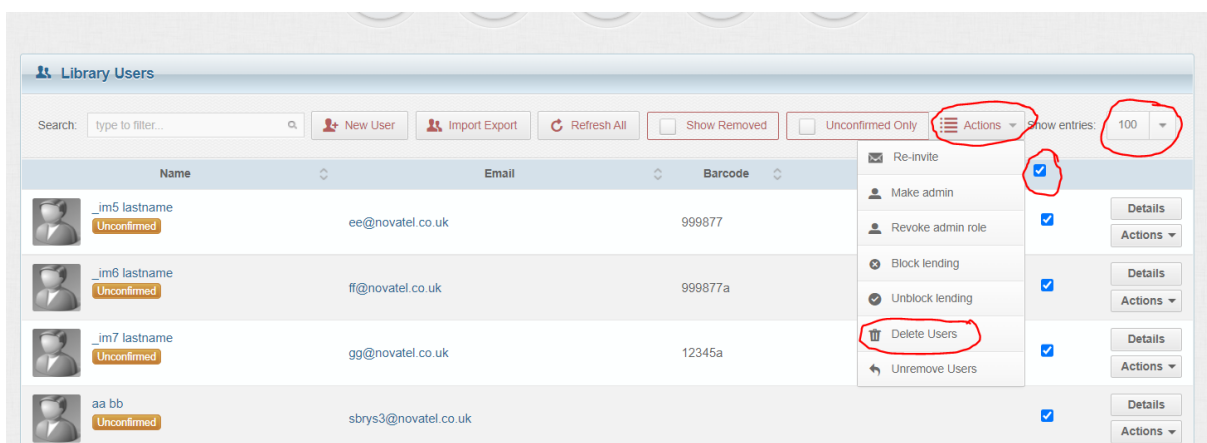 Library Users
Search: type to filter... New User Import Export Refresh All Show Removed Unconfirmed Only Actions Show entries: 100
Re-invite
Make admin
Revoke admin role
Block lending
Unblock lending
Delete Users
Unremove Users
Name Email Barcode
_im5 lastname
Unconfirmed
ee@novatel.co.uk 999877
Details
Actions
_im6 lastname
Unconfirmed
ff@novatel.co.uk 999877a
Details
Actions
_im7 lastname
Unconfirmed
gg@novatel.co.uk 12345a
Details
Actions
aa bb
Unconfirmed
sbrys3@novatel.co.uk
Details
Actions